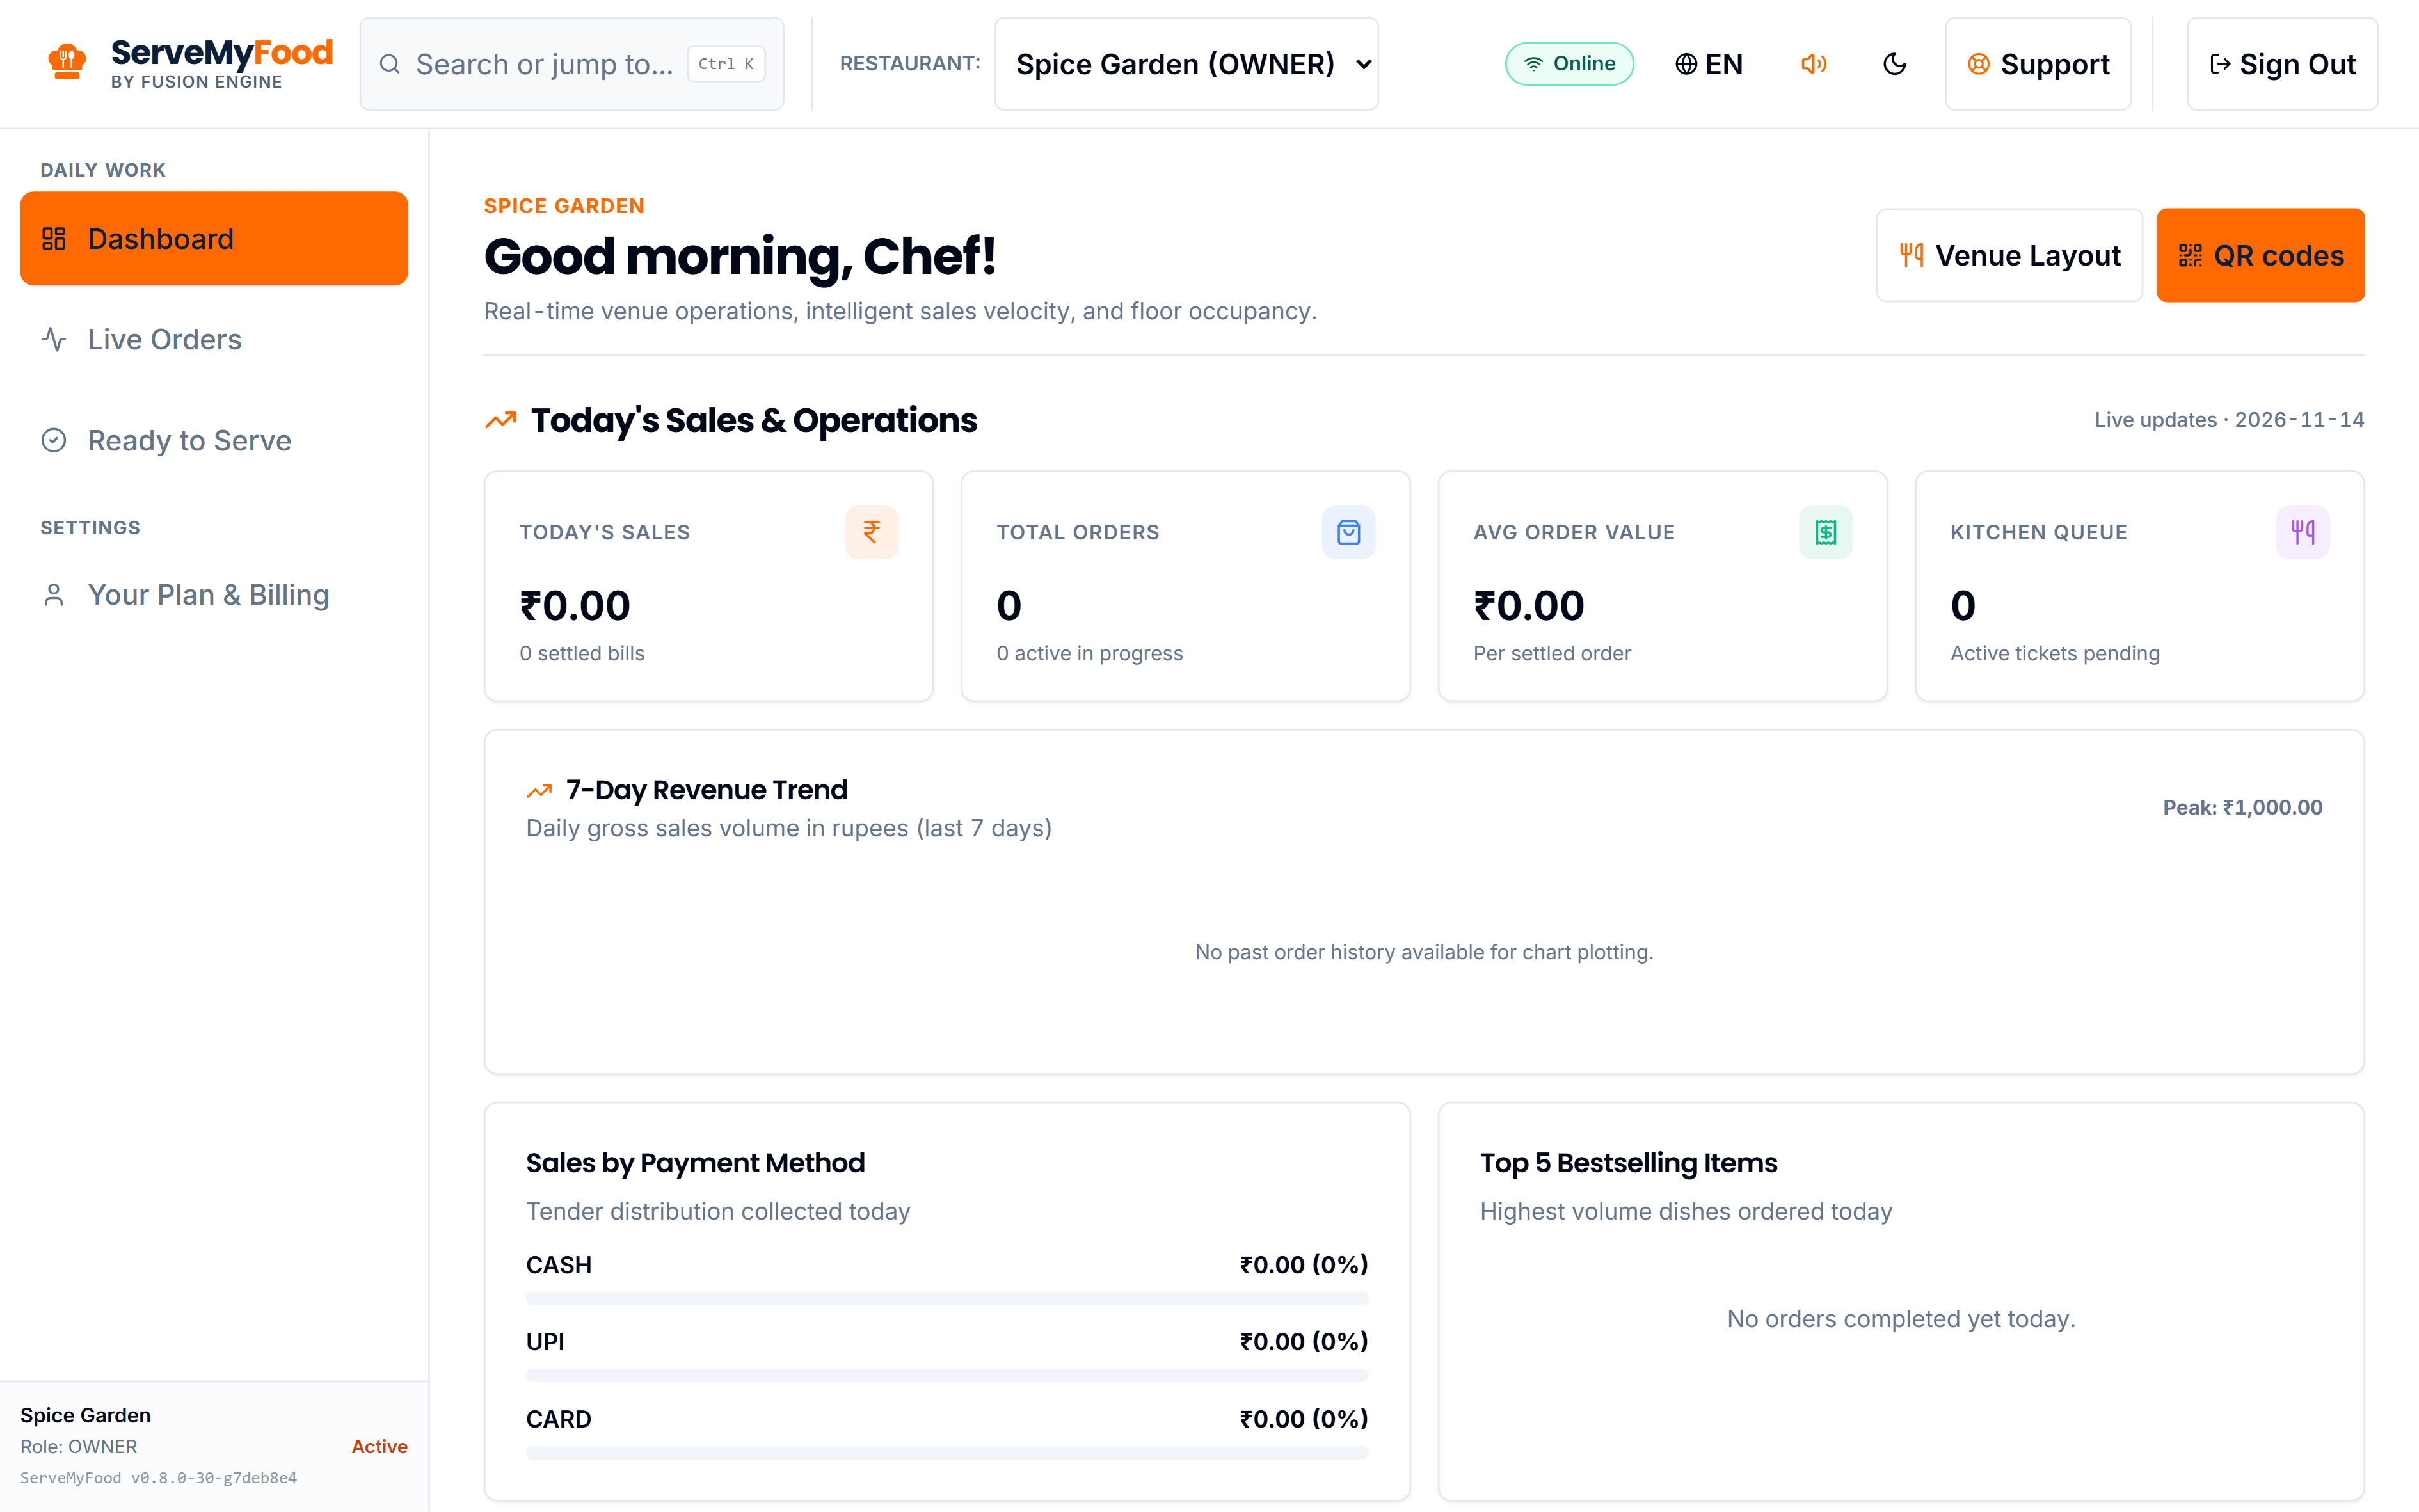 ServeMyFood
BY FUSION ENGINE
Search or jump to... Ctrl K
RESTAURANT: Spice Garden (OWNER)
Online
EN
Support
Sign Out
DAILY WORK
Dashboard
Live Orders
Ready to Serve
SETTINGS
Your Plan & Billing
Spice Garden
Role: OWNER Active
ServeMyFood v0.8.0-30-g7deb8e4
SPICE GARDEN
Good morning, Chef!
Real-time venue operations, intelligent sales velocity, and floor occupancy.
Venue Layout
QR codes
Today's Sales & Operations
Live updates · 2026-11-14
TODAY'S SALES
₹0.00
0 settled bills
TOTAL ORDERS
0
0 active in progress
AVG ORDER VALUE
₹0.00
Per settled order
KITCHEN QUEUE
0
Active tickets pending
7-Day Revenue Trend
Daily gross sales volume in rupees (last 7 days)
Peak: ₹1,000.00
No past order history available for chart plotting.
Sales by Payment Method
Tender distribution collected today
CASH ₹0.00 (0%)
UPI ₹0.00 (0%)
CARD ₹0.00 (0%)
Top 5 Bestselling Items
Highest volume dishes ordered today
No orders completed yet today.